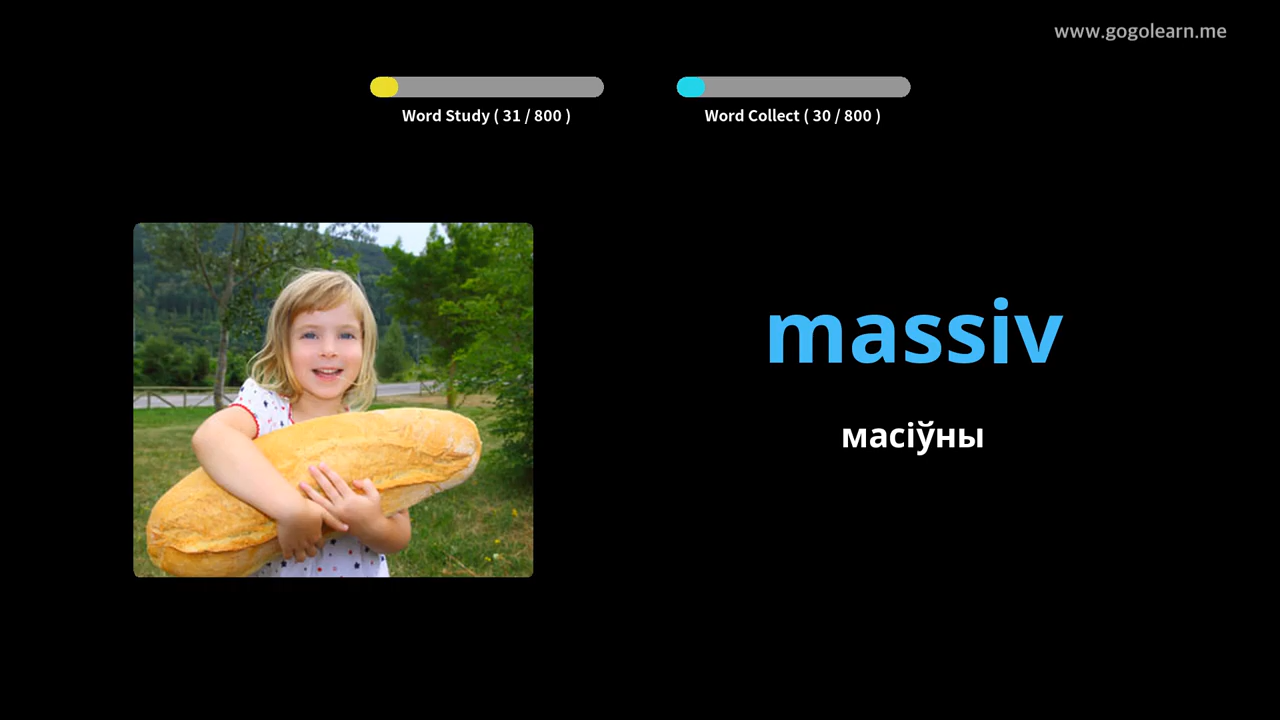 www.gogolearn.me
Word Study ( 31 / 800 )
Word Collect ( 30 / 800 )
massiv
масіўны